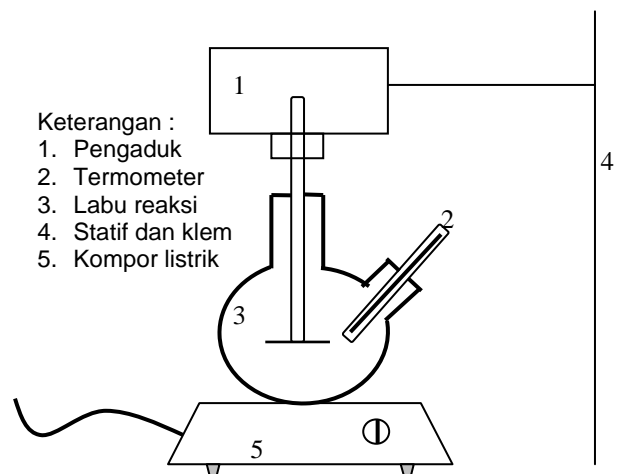 1
Keterangan :
1. Pengaduk
2. Termometer
3. Labu reaksi
4. Statif dan klem
5. Kompor listrik
4
2
3
5